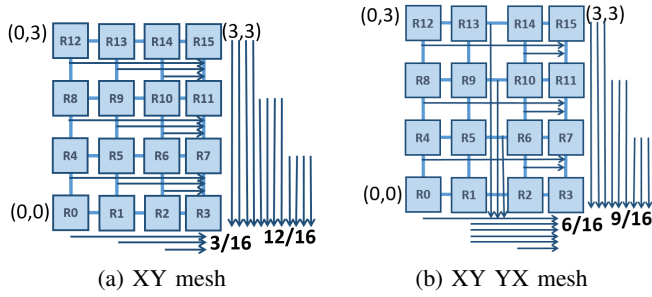 (0,3) R12 R13 R14 R15 (3,3)
R8 R9 R10 R11
R4 R5 R6 R7
(0,0) R0 R1 R2 R3
3/16 12/16
(a) XY mesh
(0,3) R12 R13 R14 R15 (3,3)
R8 R9 R10 R11
R4 R5 R6 R7
(0,0) R0 R1 R2 R3
6/16 9/16
(b) XY YX mesh